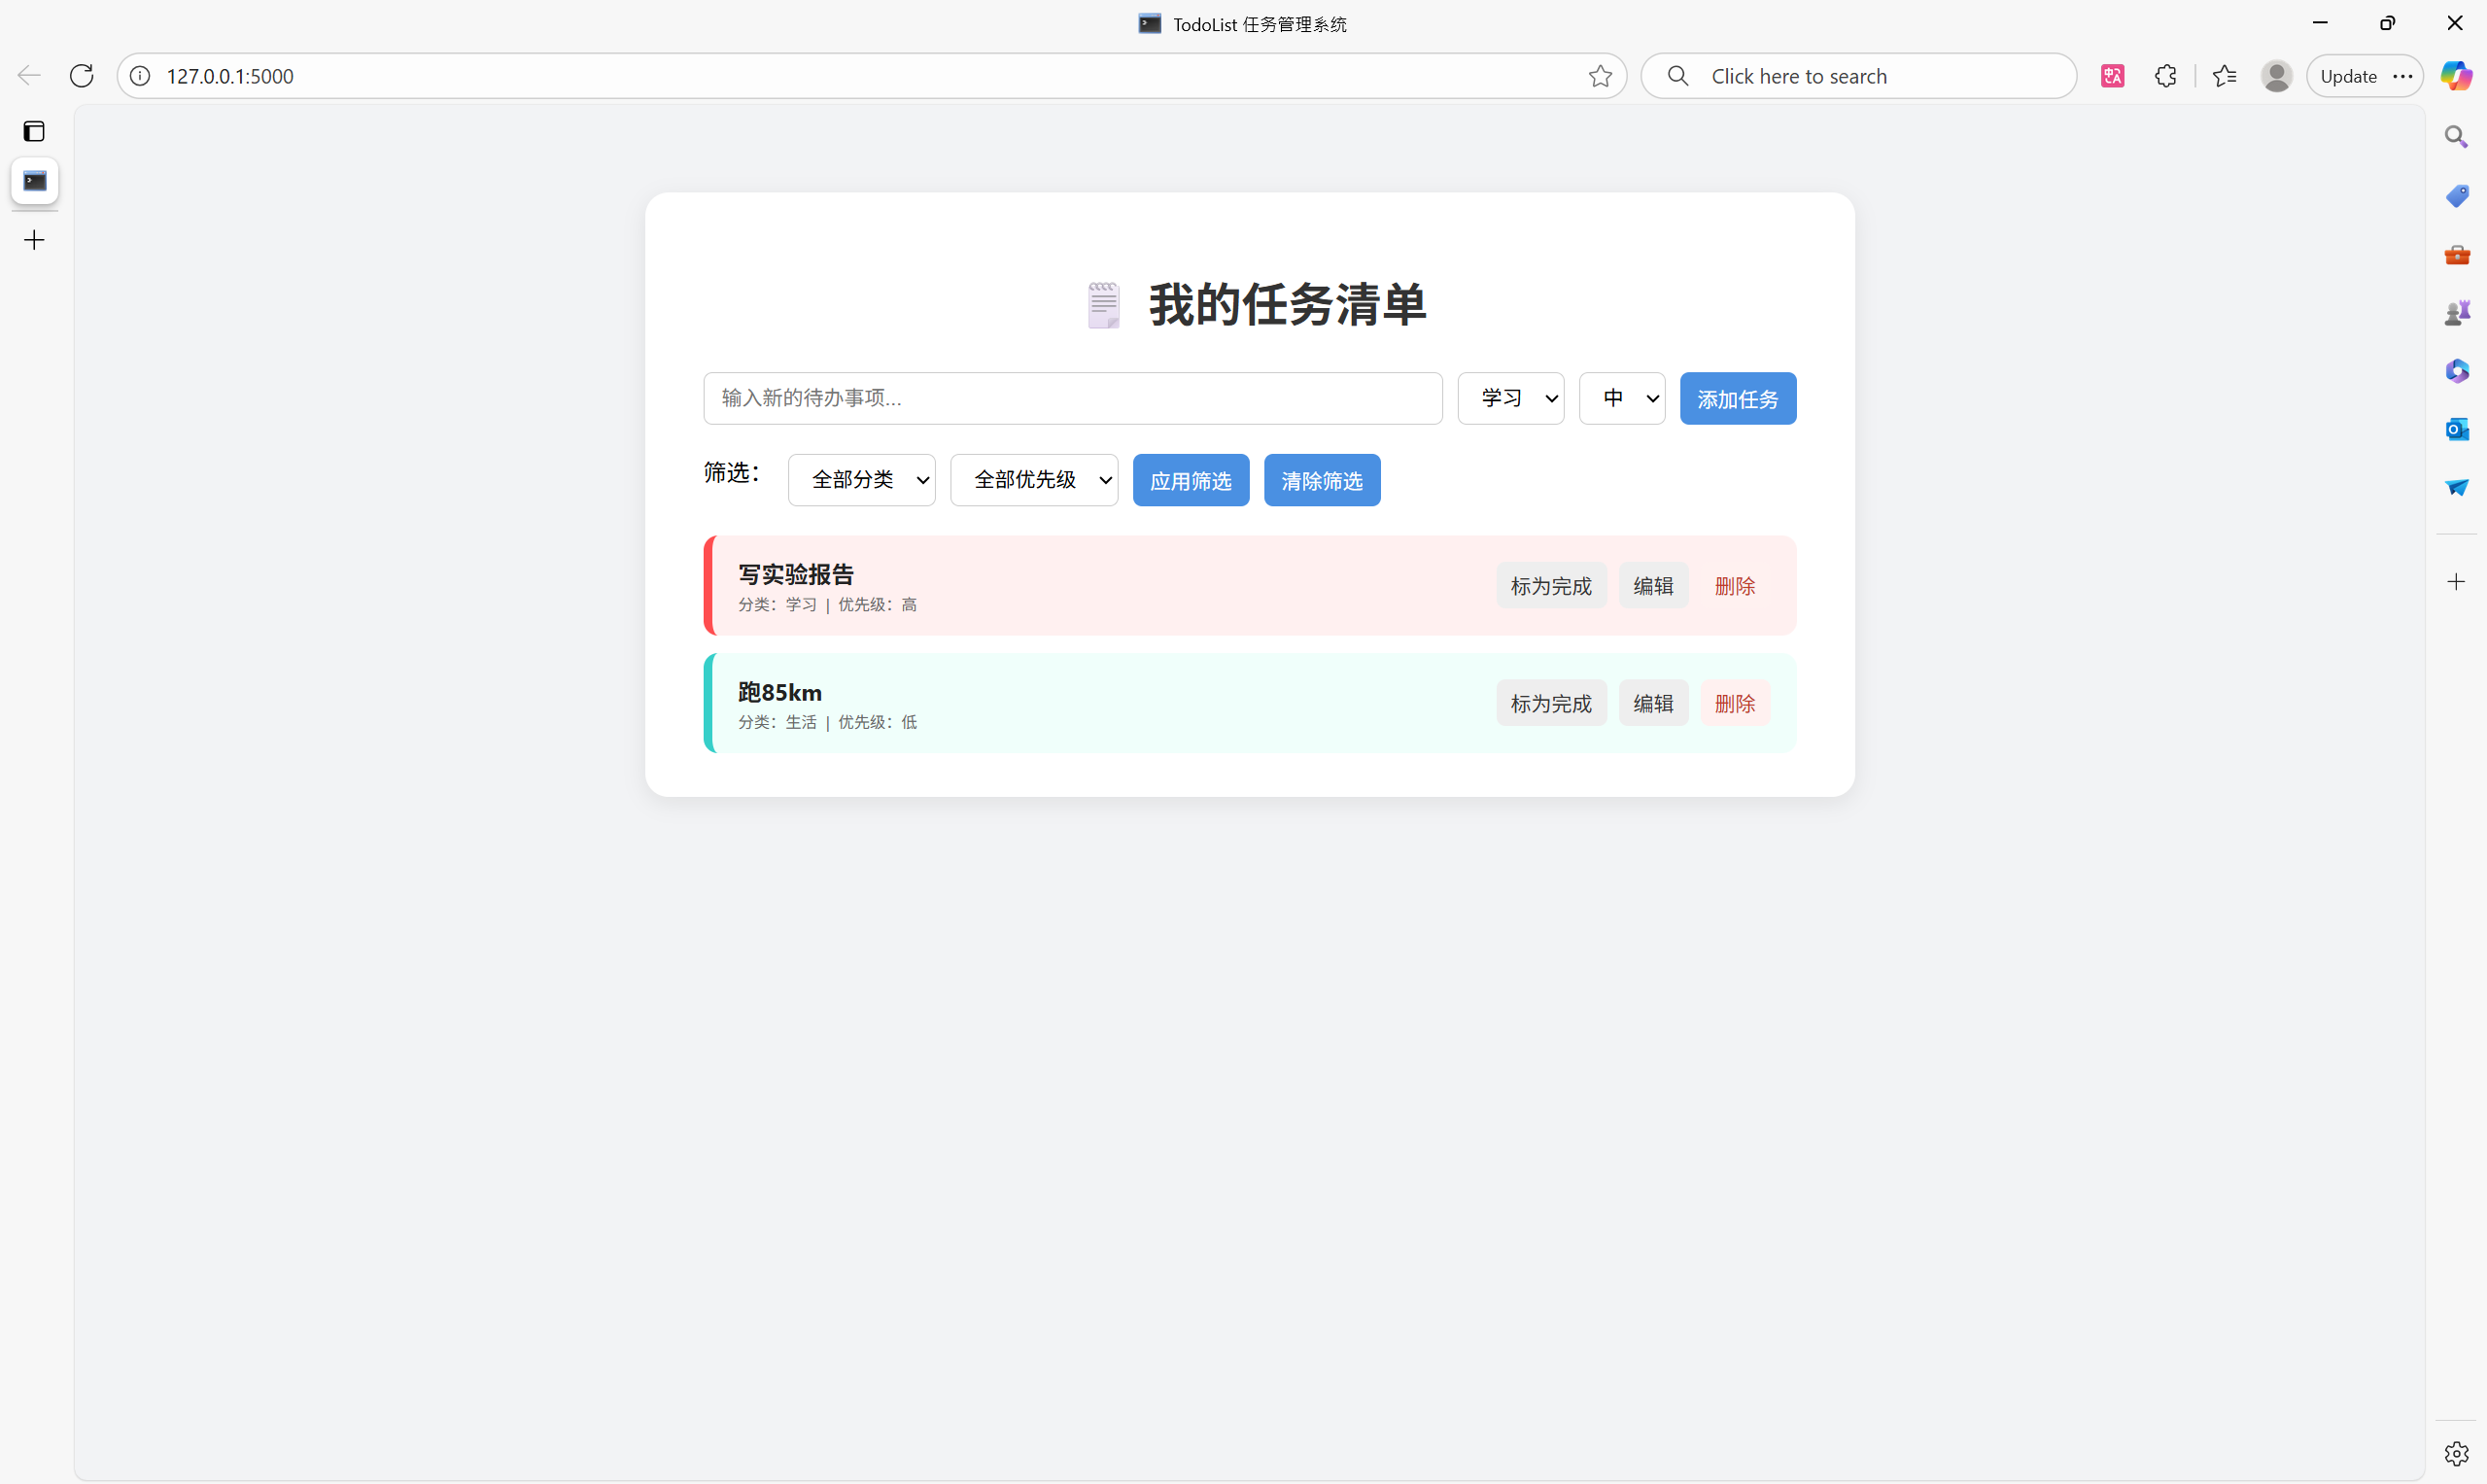 TodoList 任务管理系统
127.0.0.1:5000
Click here to search
Update
我的任务清单
输入新的待办事项... 学习 中 添加任务
筛选： 全部分类 全部优先级 应用筛选 清除筛选
写实验报告
分类：学习 | 优先级：高
标为完成 编辑 删除
跑85km
分类：生活 | 优先级：低
标为完成 编辑 删除